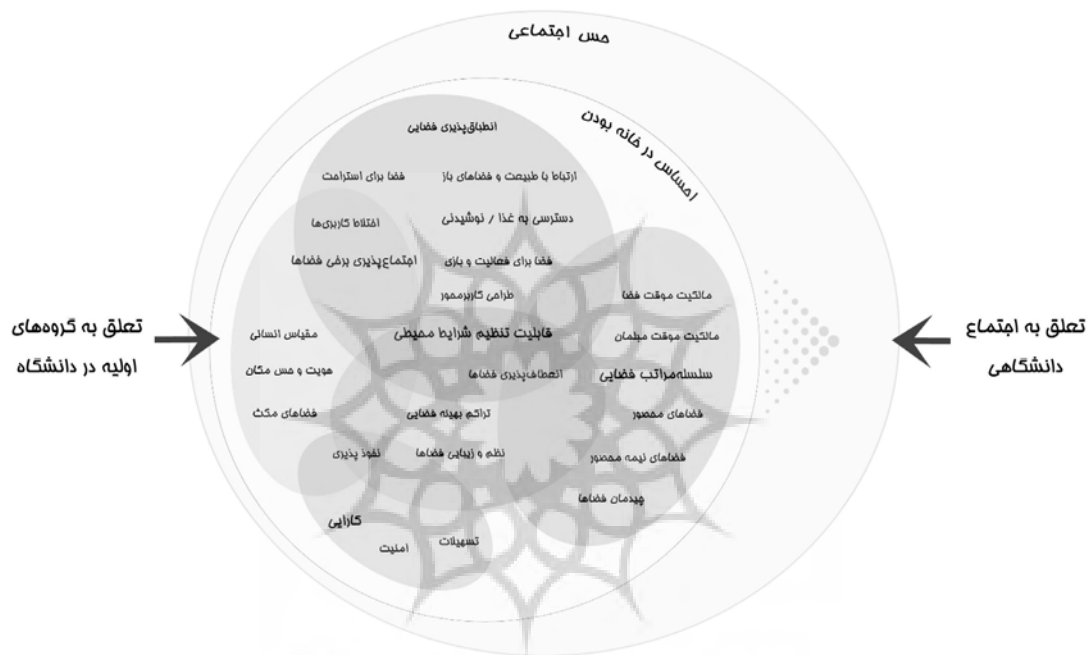 حس اجتماعی
احساس در خانه بودن
انطباق‌پذیری فضایی
ارتباط با طبیعت و فضاهای باز
فضا برای استراحت
دسترسی به غذا / نوشیدنی
اختلاط کاربری‌ها
فضا برای فعالیت و بازی
اجتماع‌پذیری برخی فضاها
طراحی کاربرمحور
مالکیت موقت فضا
تعلق به اجتماع
دانشگاهی
مالکیت موقت مبلمان
قابلیت تنظیم شرایط محیطی
مقیاس انسانی
تعلق به گروه‌های
اولیه در دانشگاه
سلسله‌مراتب فضایی
انعطاف‌پذیری فضاها
هویت و حس مکان
فضاهای محصور
تراکم بهینه فضایی
فضاهای مکث
فضاهای نیمه محصور
نظم و زیبایی فضاها
نفوذ پذیری
چیدمان فضاها
کارایی
تسهیلات
امنیت